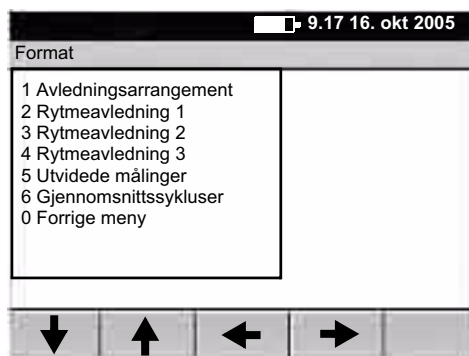 9.17 16. okt 2005
Format
1 Avledningsarrangement
2 Rytmeavledning 1
3 Rytmeavledning 2
4 Rytmeavledning 3
5 Utvidede målinger
6 Gjennomsnittssykluser
0 Forrige meny